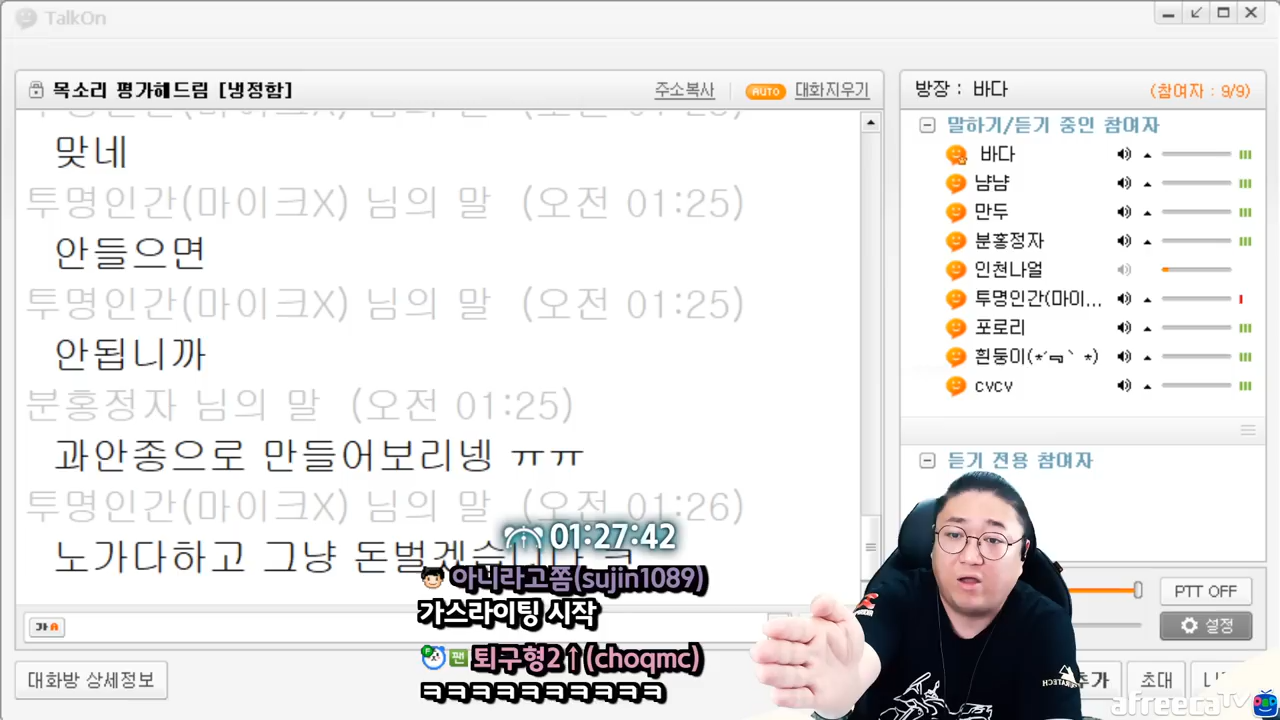 TalkOn
목소리 평가해드림 [냉정함]
주소복사
AUTO
대화지우기
맞네
투명인간(마이크X) 님의 말 (오전 01:25)
안들으면
투명인간(마이크X) 님의 말 (오전 01:25)
안됩니까
분홍정자 님의 말 (오전 01:25)
과안종으로 만들어보리넹 ㅠㅠ
투명인간(마이크X) 님의 말 (오전 01:26)
노가다하고 그냥 돈벌겠습니다
01:27:42
아니라고쫌(sujin1089)
가스라이팅 시작
팬 퇴구형2↑(choqmc)
ㅋㅋㅋㅋㅋㅋㅋㅋㅋㅋ
가A
대화방 상세정보
방장 : 바다
(참여자 : 9/9)
말하기/듣기 중인 참여자
바다
냠냠
만두
분홍정자
인천나얼
투명인간(마이...
포로리
흰둥이(*´ㅋ` *)
cvcv
듣기 전용 참여자
PTT OFF
설정
추가
초대
afreecaTV